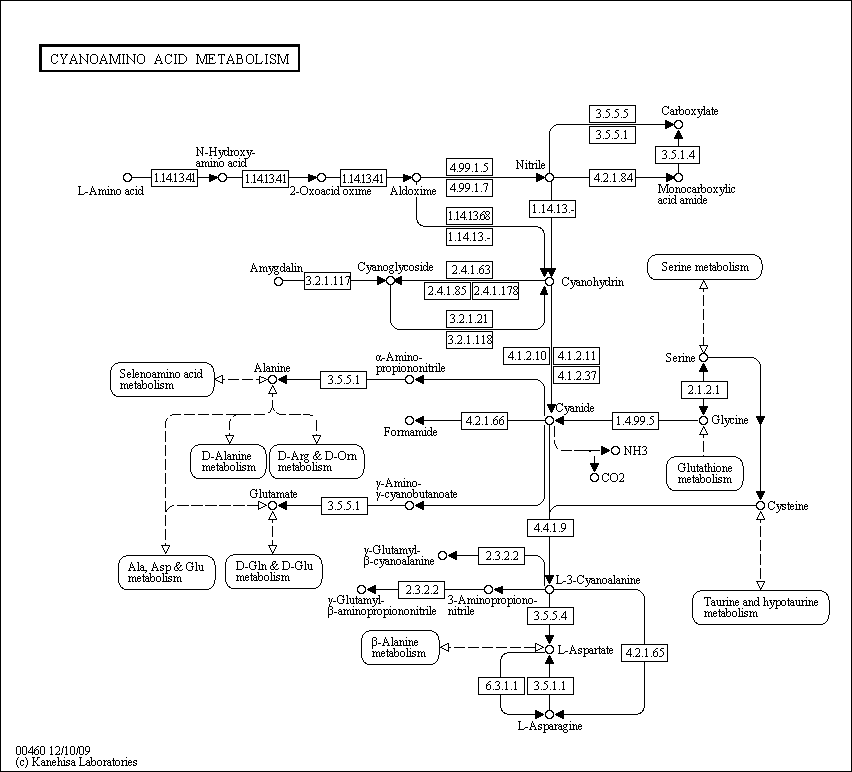 CYANOAMINO ACID METABOLISM
3.5.5.5
Carboxylate
3.5.5.1
N-Hydroxy-
amino acid
4.99.1.5
Nitrile
3.5.1.4
1.14.13.41
1.14.13.41
1.14.13.41
4.2.1.84
L-Amino acid
2-Oxoacid oxime
Aldoxime
4.99.1.7
Monocarboxylic
acid amide
1.14.13.68
1.14.13.-
1.14.13.-
Amygdalin
Cyanoglycoside
2.4.1.63
Serine metabolism
3.2.1.117
Cyanohydrin
2.4.1.85
2.4.1.178
3.2.1.21
3.2.1.118
4.1.2.10
4.1.2.11
Serine
4.1.2.37
Selenoamino acid
metabolism
Alanine
α-Amino-
propiononitrile
3.5.5.1
2.1.2.1
Cyanide
Formamide
4.2.1.66
1.4.99.5
Glycine
D-Alanine
metabolism
D-Arg & D-Orn
metabolism
NH3
CO2
Glutathione
metabolism
Glutamate
γ-Amino-
γ-cyanobutanoate
3.5.5.1
Cysteine
4.4.1.9
Ala, Asp & Glu
metabolism
D-Gln & D-Glu
metabolism
γ-Glutamyl-
β-cyanoalanine
2.3.2.2
L-3-Cyanoalanine
γ-Glutamyl-
β-aminopropiononitrile
2.3.2.2
3-Aminopropiono-
nitrile
Taurine and hypotaurine
metabolism
3.5.5.4
β-Alanine
metabolism
L-Aspartate
4.2.1.65
6.3.1.1
3.5.1.1
L-Asparagine
00460 12/10/09
(c) Kanehisa Laboratories